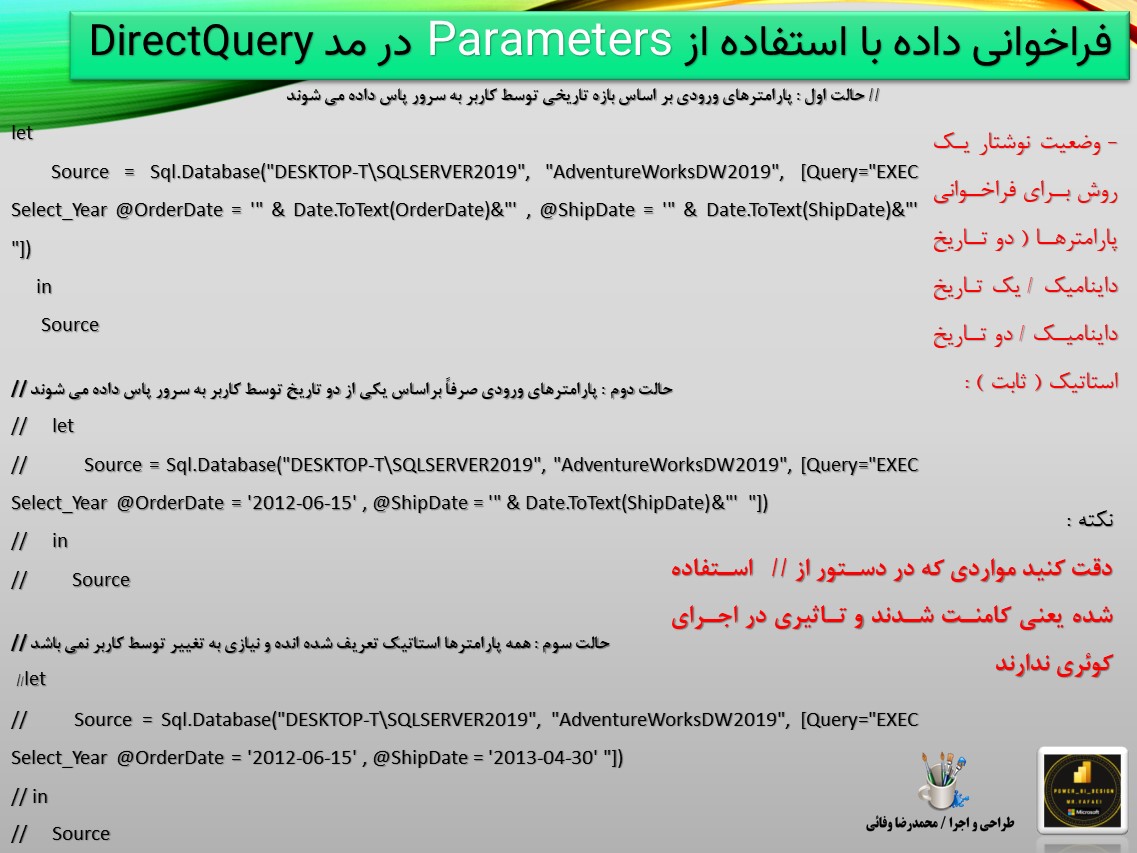 فراخوانی داده با استفاده از Parameters در مد DirectQuery
// حالت اول : پارامترهای ورودی بر اساس بازه تاریخی توسط کاربر به سرور پاس داده می شوند
let
Source = Sql.Database("DESKTOP-T\SQLSERVER2019", "AdventureWorksDW2019", [Query="EXEC
Select_Year @OrderDate = '" & Date.ToText(OrderDate)&"' , @ShipDate = '" & Date.ToText(ShipDate)&"'
"])
in
Source
// حالت دوم : پارامترهای ورودی صرفاً براساس یکی از دو تاریخ توسط کاربر به سرور پاس داده می شوند
// let
// Source = Sql.Database("DESKTOP-T\SQLSERVER2019", "AdventureWorksDW2019", [Query="EXEC
Select_Year @OrderDate = '2012-06-15' , @ShipDate = '" & Date.ToText(ShipDate)&"' "])
// in
// Source
// حالت سوم : همه پارامترها استاتیک تعریف شده انده و نیازی به تغییر توسط کاربر نمی باشد
//let
// Source = Sql.Database("DESKTOP-T\SQLSERVER2019", "AdventureWorksDW2019", [Query="EXEC
Select_Year @OrderDate = '2012-06-15' , @ShipDate = '2013-04-30' "])
// in
// Source
- وضعیت نوشتار یک
روش برای فراخوانی
پارامترها ( دو تاریخ
داینامیک / یک تاریخ
داینامیک / دو تاریخ
استاتیک ( ثابت ) :
نکته :
دقت کنید مواردی که در دستور از // استفاده
شده یعنی کامنت شدند و تاثیری در اجرای
کوئری ندارند
طراحی و اجرا / محمدرضا وفائی
POWER_BI_DESIGN
MR.VAFAEI
Microsoft